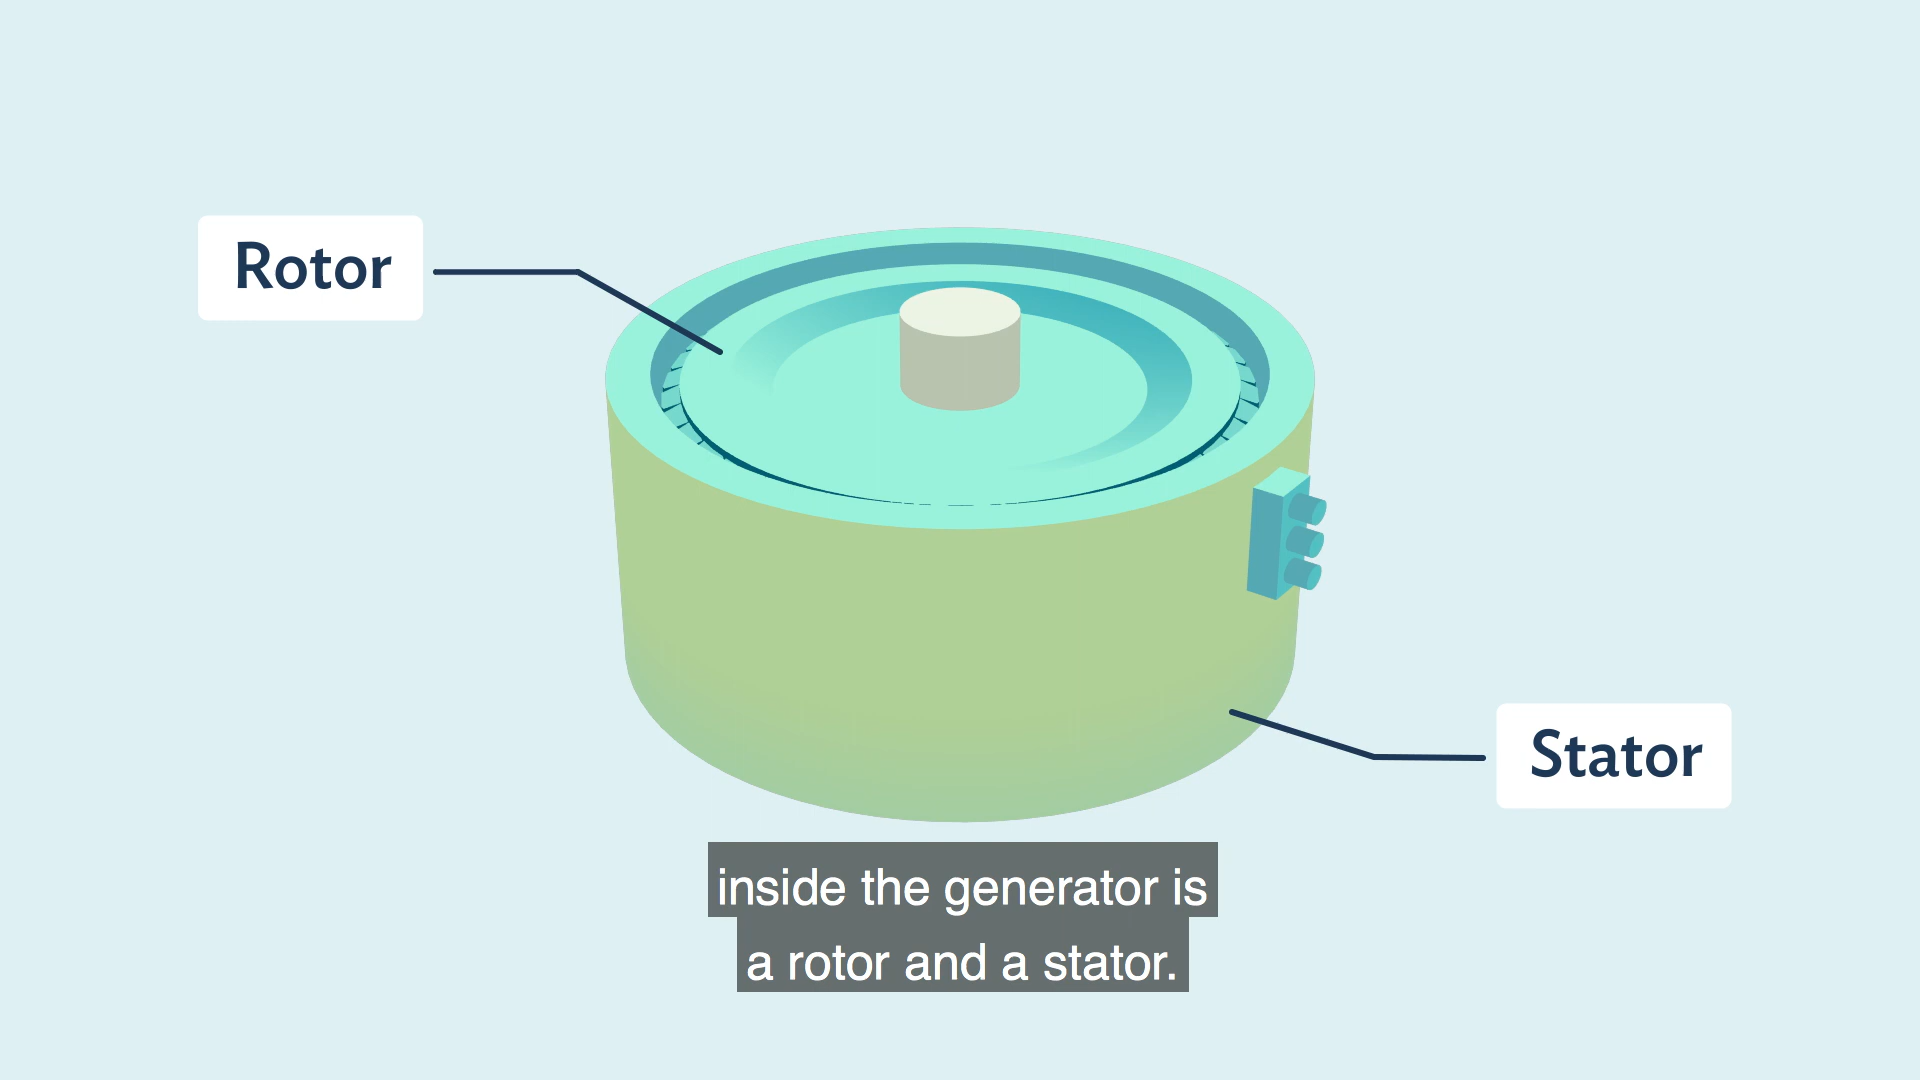 Rotor
Stator
inside the generator is
a rotor and a stator.